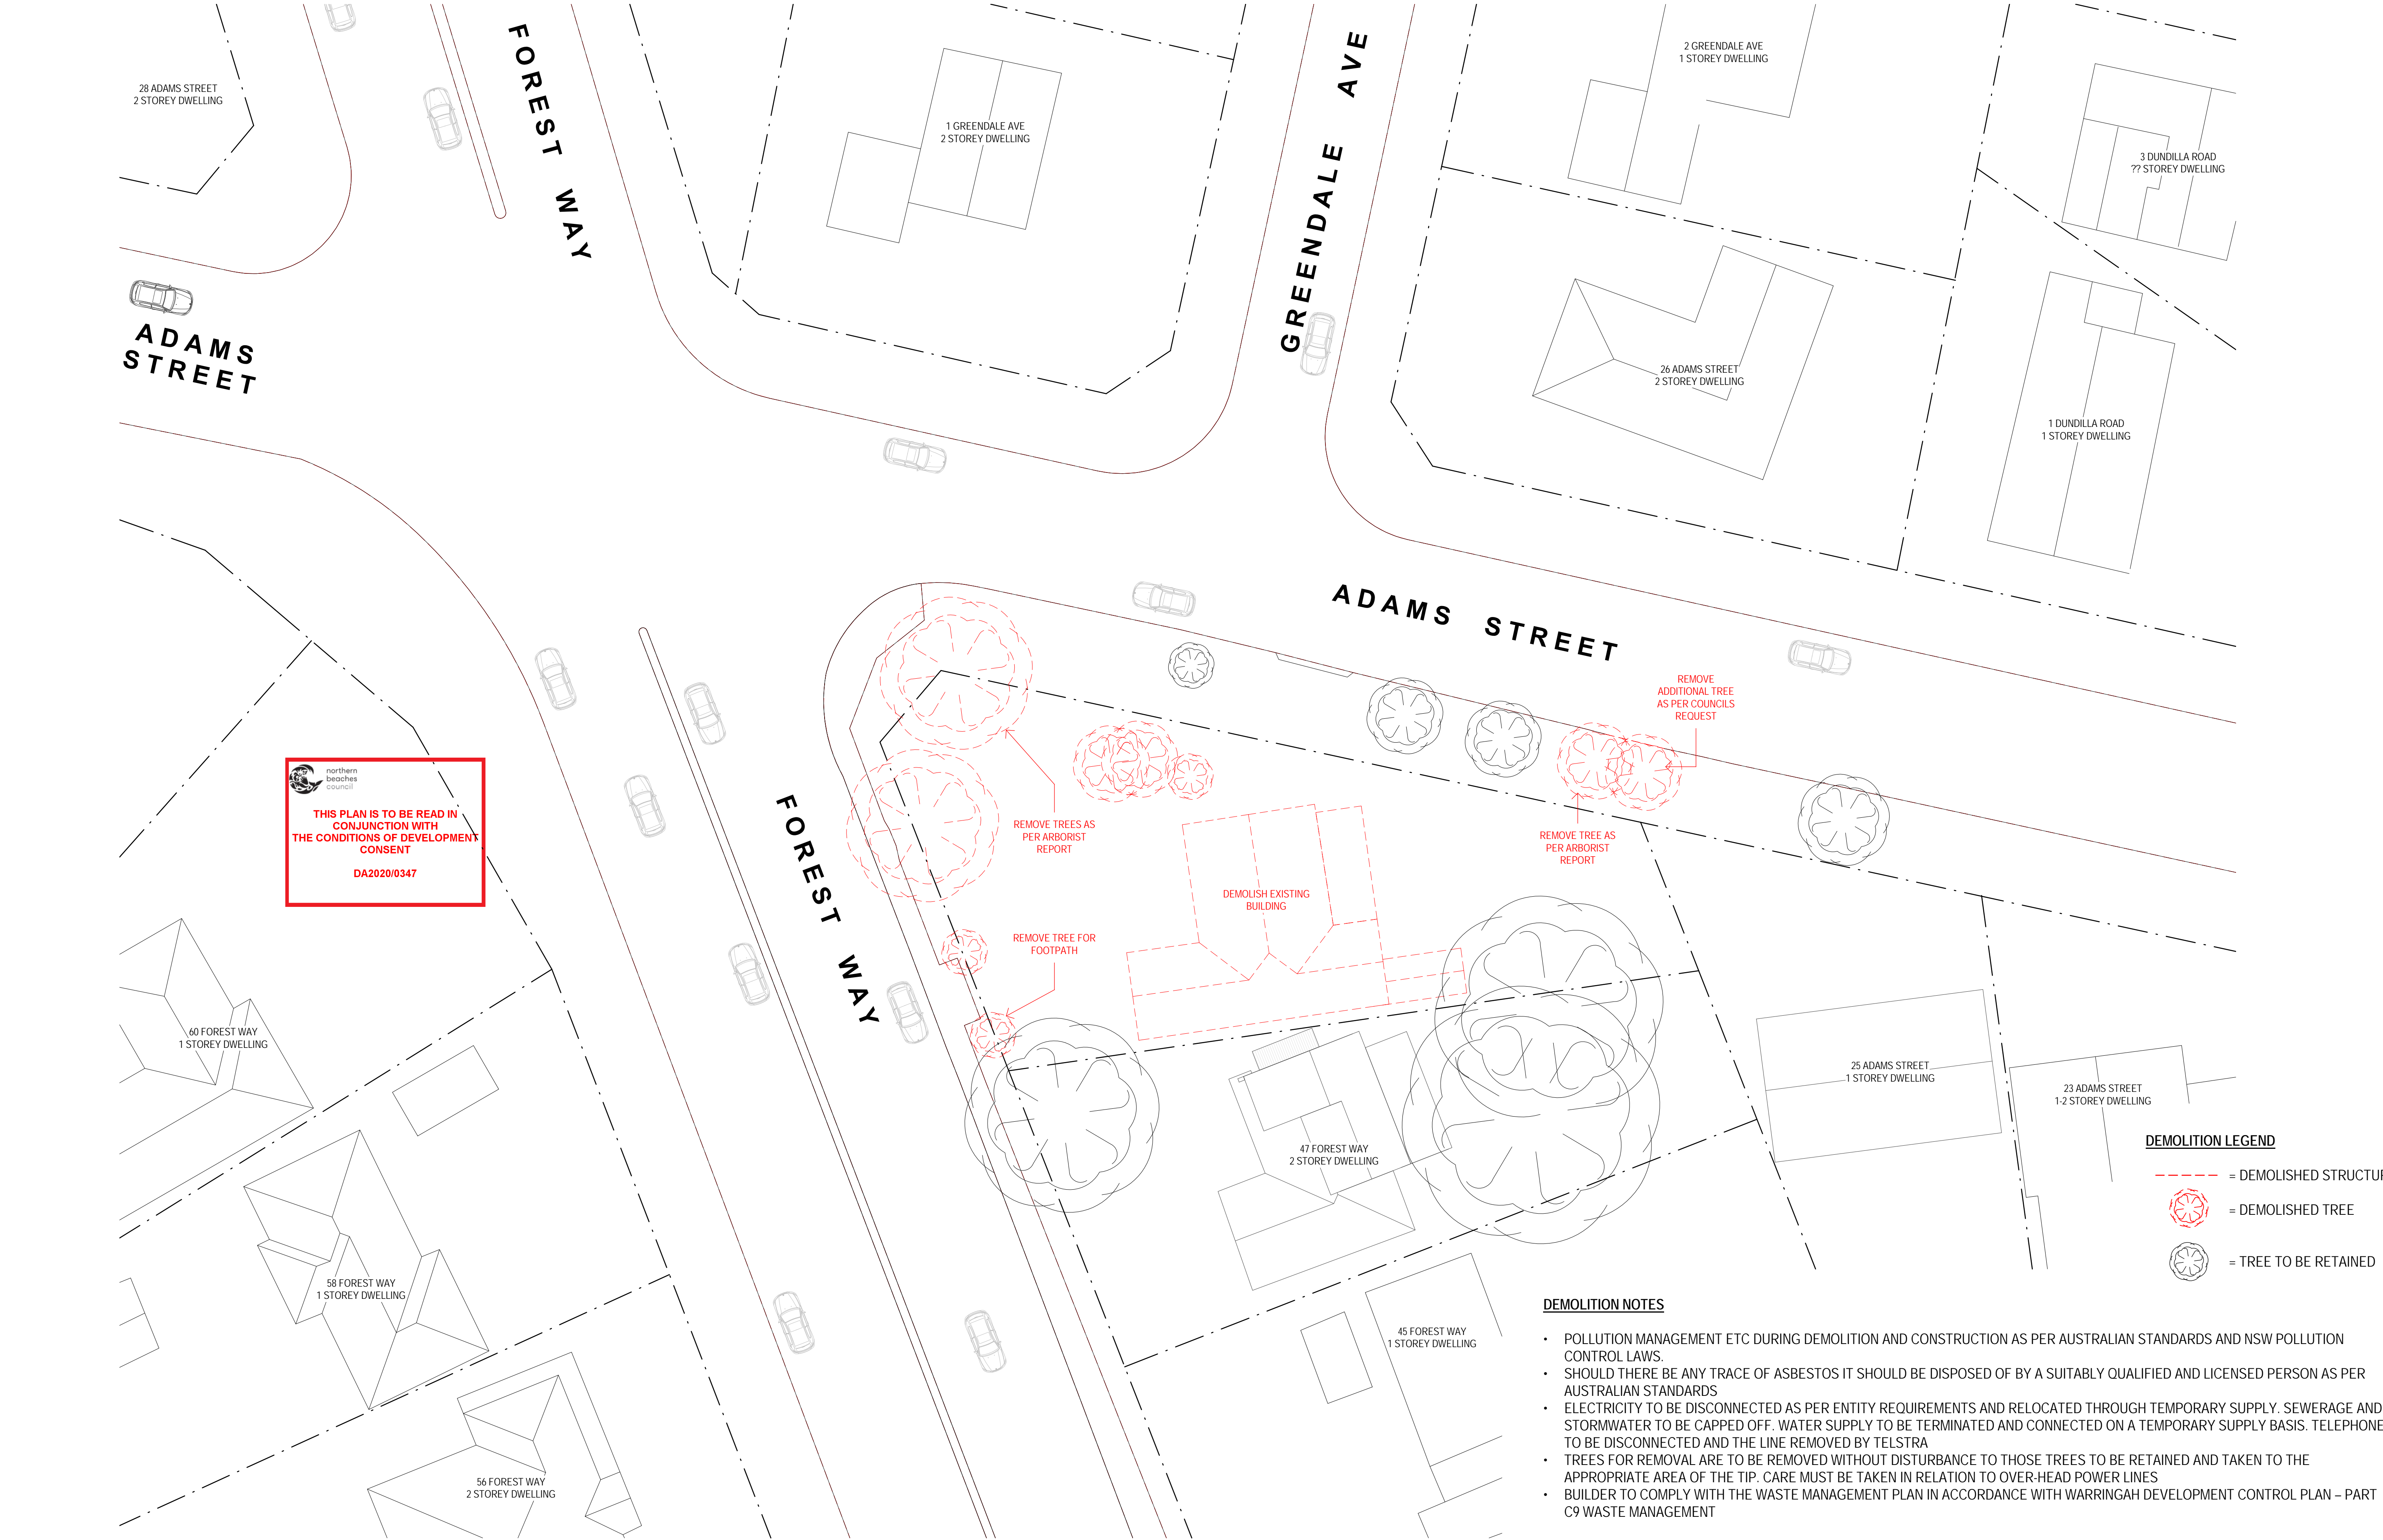 28 ADAMS STREET
2 STOREY DWELLING
FOREST WAY
1 GREENDALE AVE
2 STOREY DWELLING
GREENDALE AVE
2 GREENDALE AVE
1 STOREY DWELLING
3 DUNDILLA ROAD
?? STOREY DWELLING
ADAMS
STREET
26 ADAMS STREET
2 STOREY DWELLING
1 DUNDILLA ROAD
1 STOREY DWELLING
ADAMS STREET
REMOVE
ADDITIONAL TREE
AS PER COUNCILS
REQUEST
northern
beaches
council
THIS PLAN IS TO BE READ IN
CONJUNCTION WITH
THE CONDITIONS OF DEVELOPMENT
CONSENT
DA2020/0347
FOREST WAY
REMOVE TREES AS
PER ARBORIST
REPORT
REMOVE TREE AS
PER ARBORIST
REPORT
DEMOLISH EXISTING
BUILDING
REMOVE TREE FOR
FOOTPATH
60 FOREST WAY
1 STOREY DWELLING
25 ADAMS STREET
1 STOREY DWELLING
23 ADAMS STREET
1-2 STOREY DWELLING
47 FOREST WAY
2 STOREY DWELLING
58 FOREST WAY
1 STOREY DWELLING
45 FOREST WAY
1 STOREY DWELLING
56 FOREST WAY
2 STOREY DWELLING
DEMOLITION LEGEND
= DEMOLISHED STRUCTUR
= DEMOLISHED TREE
= TREE TO BE RETAINED
DEMOLITION NOTES
• POLLUTION MANAGEMENT ETC DURING DEMOLITION AND CONSTRUCTION AS PER AUSTRALIAN STANDARDS AND NSW POLLUTION
CONTROL LAWS.
• SHOULD THERE BE ANY TRACE OF ASBESTOS IT SHOULD BE DISPOSED OF BY A SUITABLY QUALIFIED AND LICENSED PERSON AS PER
AUSTRALIAN STANDARDS
• ELECTRICITY TO BE DISCONNECTED AS PER ENTITY REQUIREMENTS AND RELOCATED THROUGH TEMPORARY SUPPLY. SEWERAGE AND
STORMWATER TO BE CAPPED OFF. WATER SUPPLY TO BE TERMINATED AND CONNECTED ON A TEMPORARY SUPPLY BASIS. TELEPHONE
TO BE DISCONNECTED AND THE LINE REMOVED BY TELSTRA
• TREES FOR REMOVAL ARE TO BE REMOVED WITHOUT DISTURBANCE TO THOSE TREES TO BE RETAINED AND TAKEN TO THE
APPROPRIATE AREA OF THE TIP. CARE MUST BE TAKEN IN RELATION TO OVER-HEAD POWER LINES
• BUILDER TO COMPLY WITH THE WASTE MANAGEMENT PLAN IN ACCORDANCE WITH WARRINGAH DEVELOPMENT CONTROL PLAN – PART
C9 WASTE MANAGEMENT